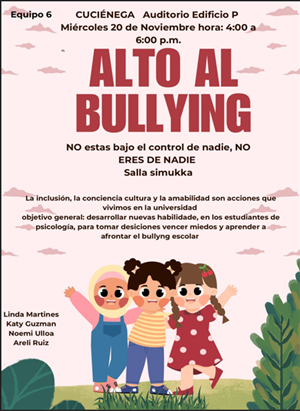 Equipo 6
CUCIÉNEGA Auditorio Edificio P
Miércoles 20 de Noviembre hora: 4:00 a
6:00 p.m.
ALTO AL
BULLYING
NO estas bajo el control de nadie, NO
ERES DE NADIE
Salla simukka
La inclusión, la conciencia cultura y la amabilidad son acciones que
vivimos en la universidad
objetivo general: desarrollar nuevas habilidade, en los estudiantes de
psicología, para tomar desiciones vencer miedos y aprender a
afrontar el bullyng escolar
Linda Martines
Katy Guzman
Noemi Ulloa
Areli Ruiz